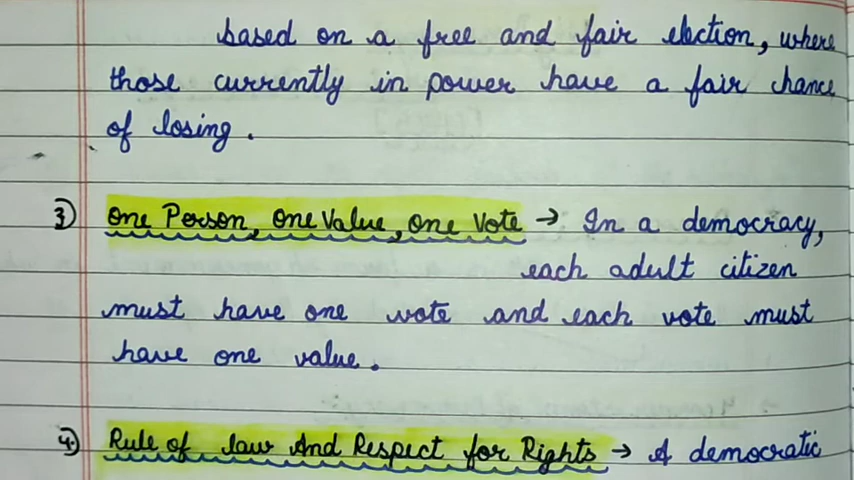 based on a free and fair election, where
those currently in power have a fair chance
of losing.
3) One Person, One Value, One Vote → In a democracy,
each adult citizen
must have one vote and each vote must
have one value.
4) Rule of law And Respect for Rights → A democratic